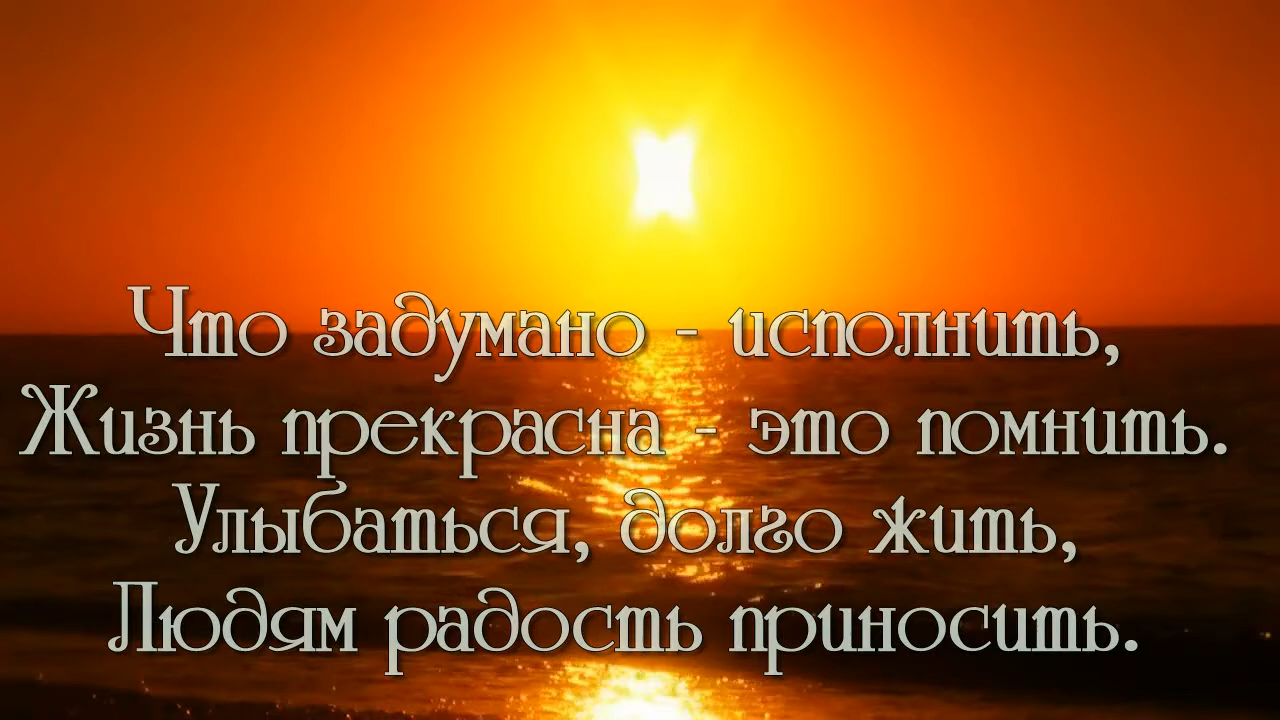 Что задумано - исполнить,
Жизнь прекрасна - это помнить.
Улыбаться, долго жить,
Людям радость приносить.